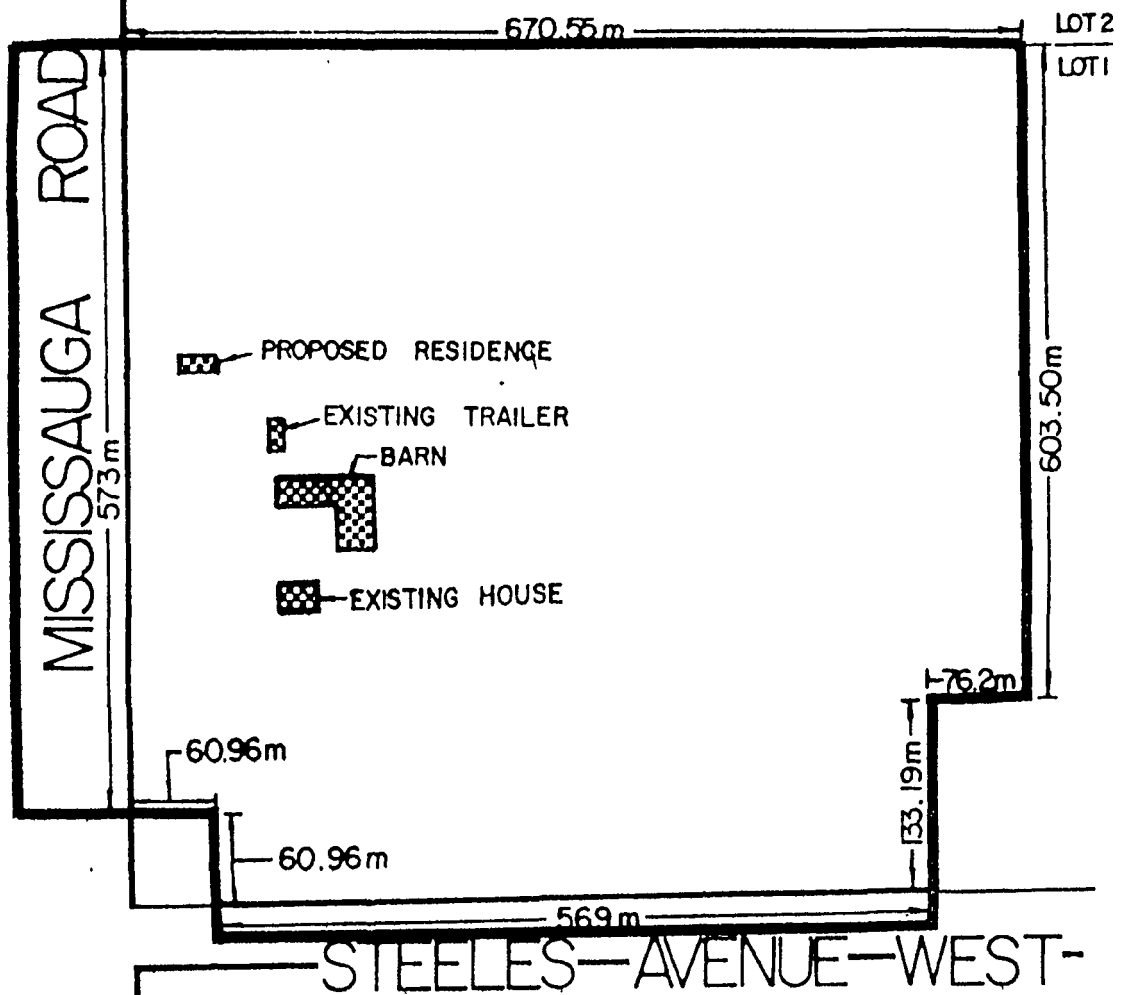 670.55m
LOT 2
LOT 1
MISSISSAUGA ROAD
573m
603.50m
PROPOSED RESIDENCE
EXISTING TRAILER
BARN
EXISTING HOUSE
76.2m
60.96m
133.19m
60.96m
569m
STEELES AVENUE WEST